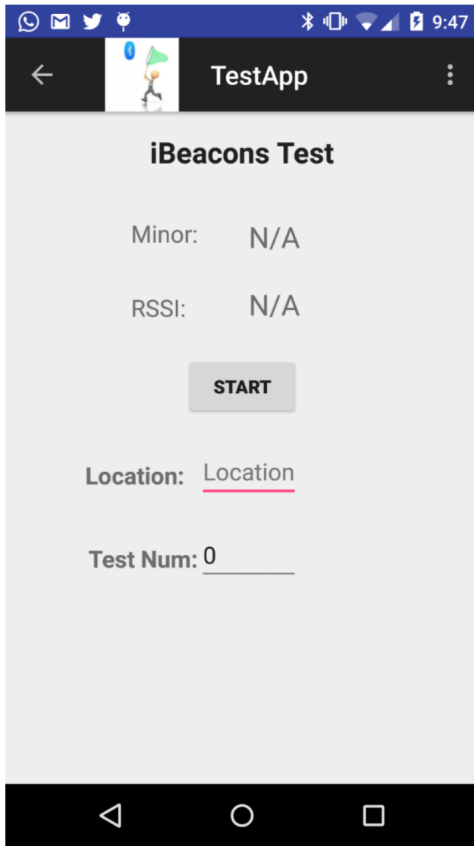 9:47
TestApp
iBeacons Test
Minor: N/A
RSSI: N/A
START
Location: Location
Test Num: 0